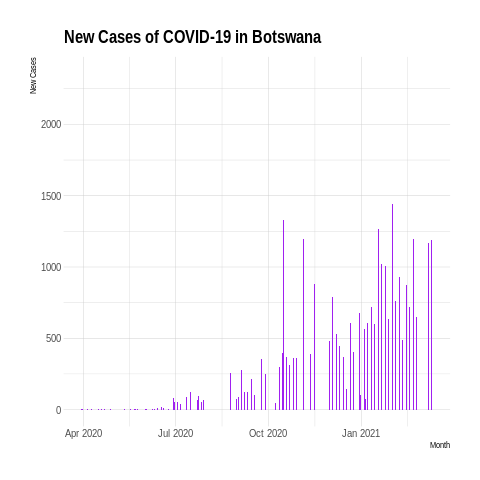 New Cases of COVID-19 in Botswana
New Cases
2000
1500
1000
500
0
Apr 2020
Jul 2020
Oct 2020
Jan 2021
Month